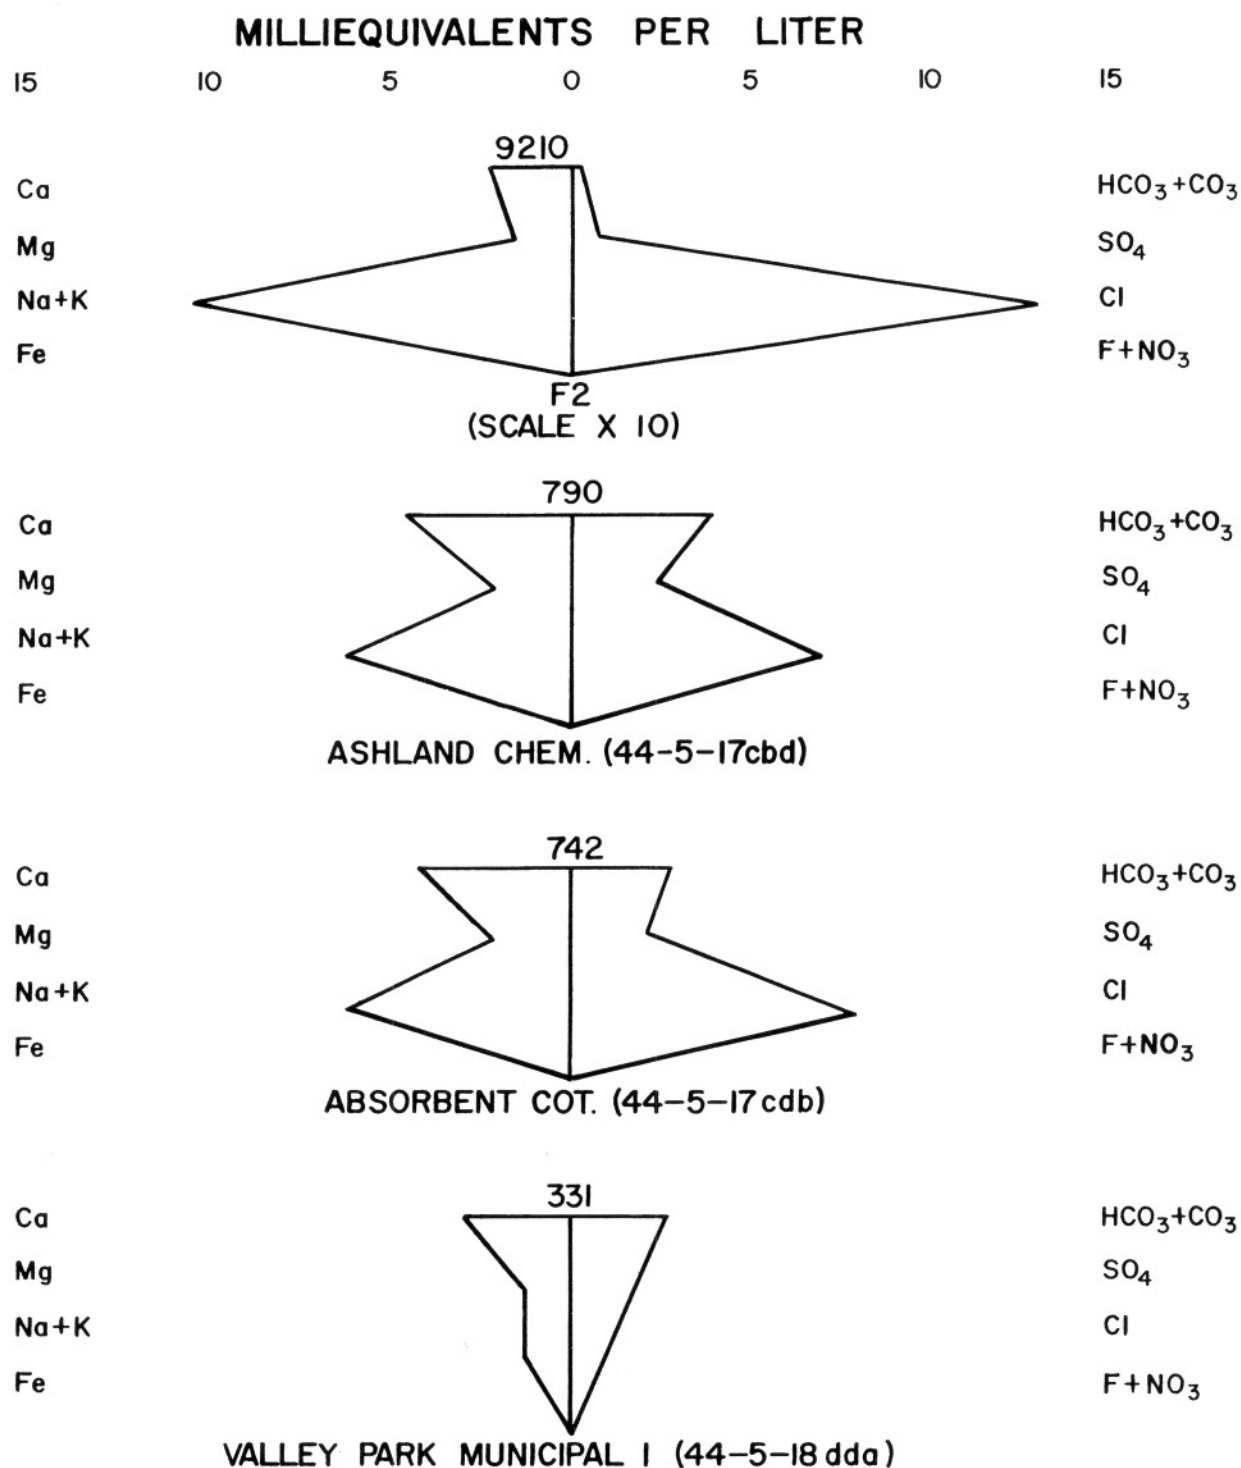 MILLIEQUIVALENTS PER LITER
15 10 5 0 5 10 15
9210
Ca HCO3+CO3
Mg SO4
Na+K Cl
Fe F+NO3
F2
(SCALE X 10)
790
Ca HCO3+CO3
Mg SO4
Na+K Cl
Fe F+NO3
ASHLAND CHEM. (44-5-17cbd)
742
Ca HCO3+CO3
Mg SO4
Na+K Cl
Fe F+NO3
ABSORBENT COT. (44-5-17cdb)
331
Ca HCO3+CO3
Mg SO4
Na+K Cl
Fe F+NO3
VALLEY PARK MUNICIPAL I (44-5-18dda)